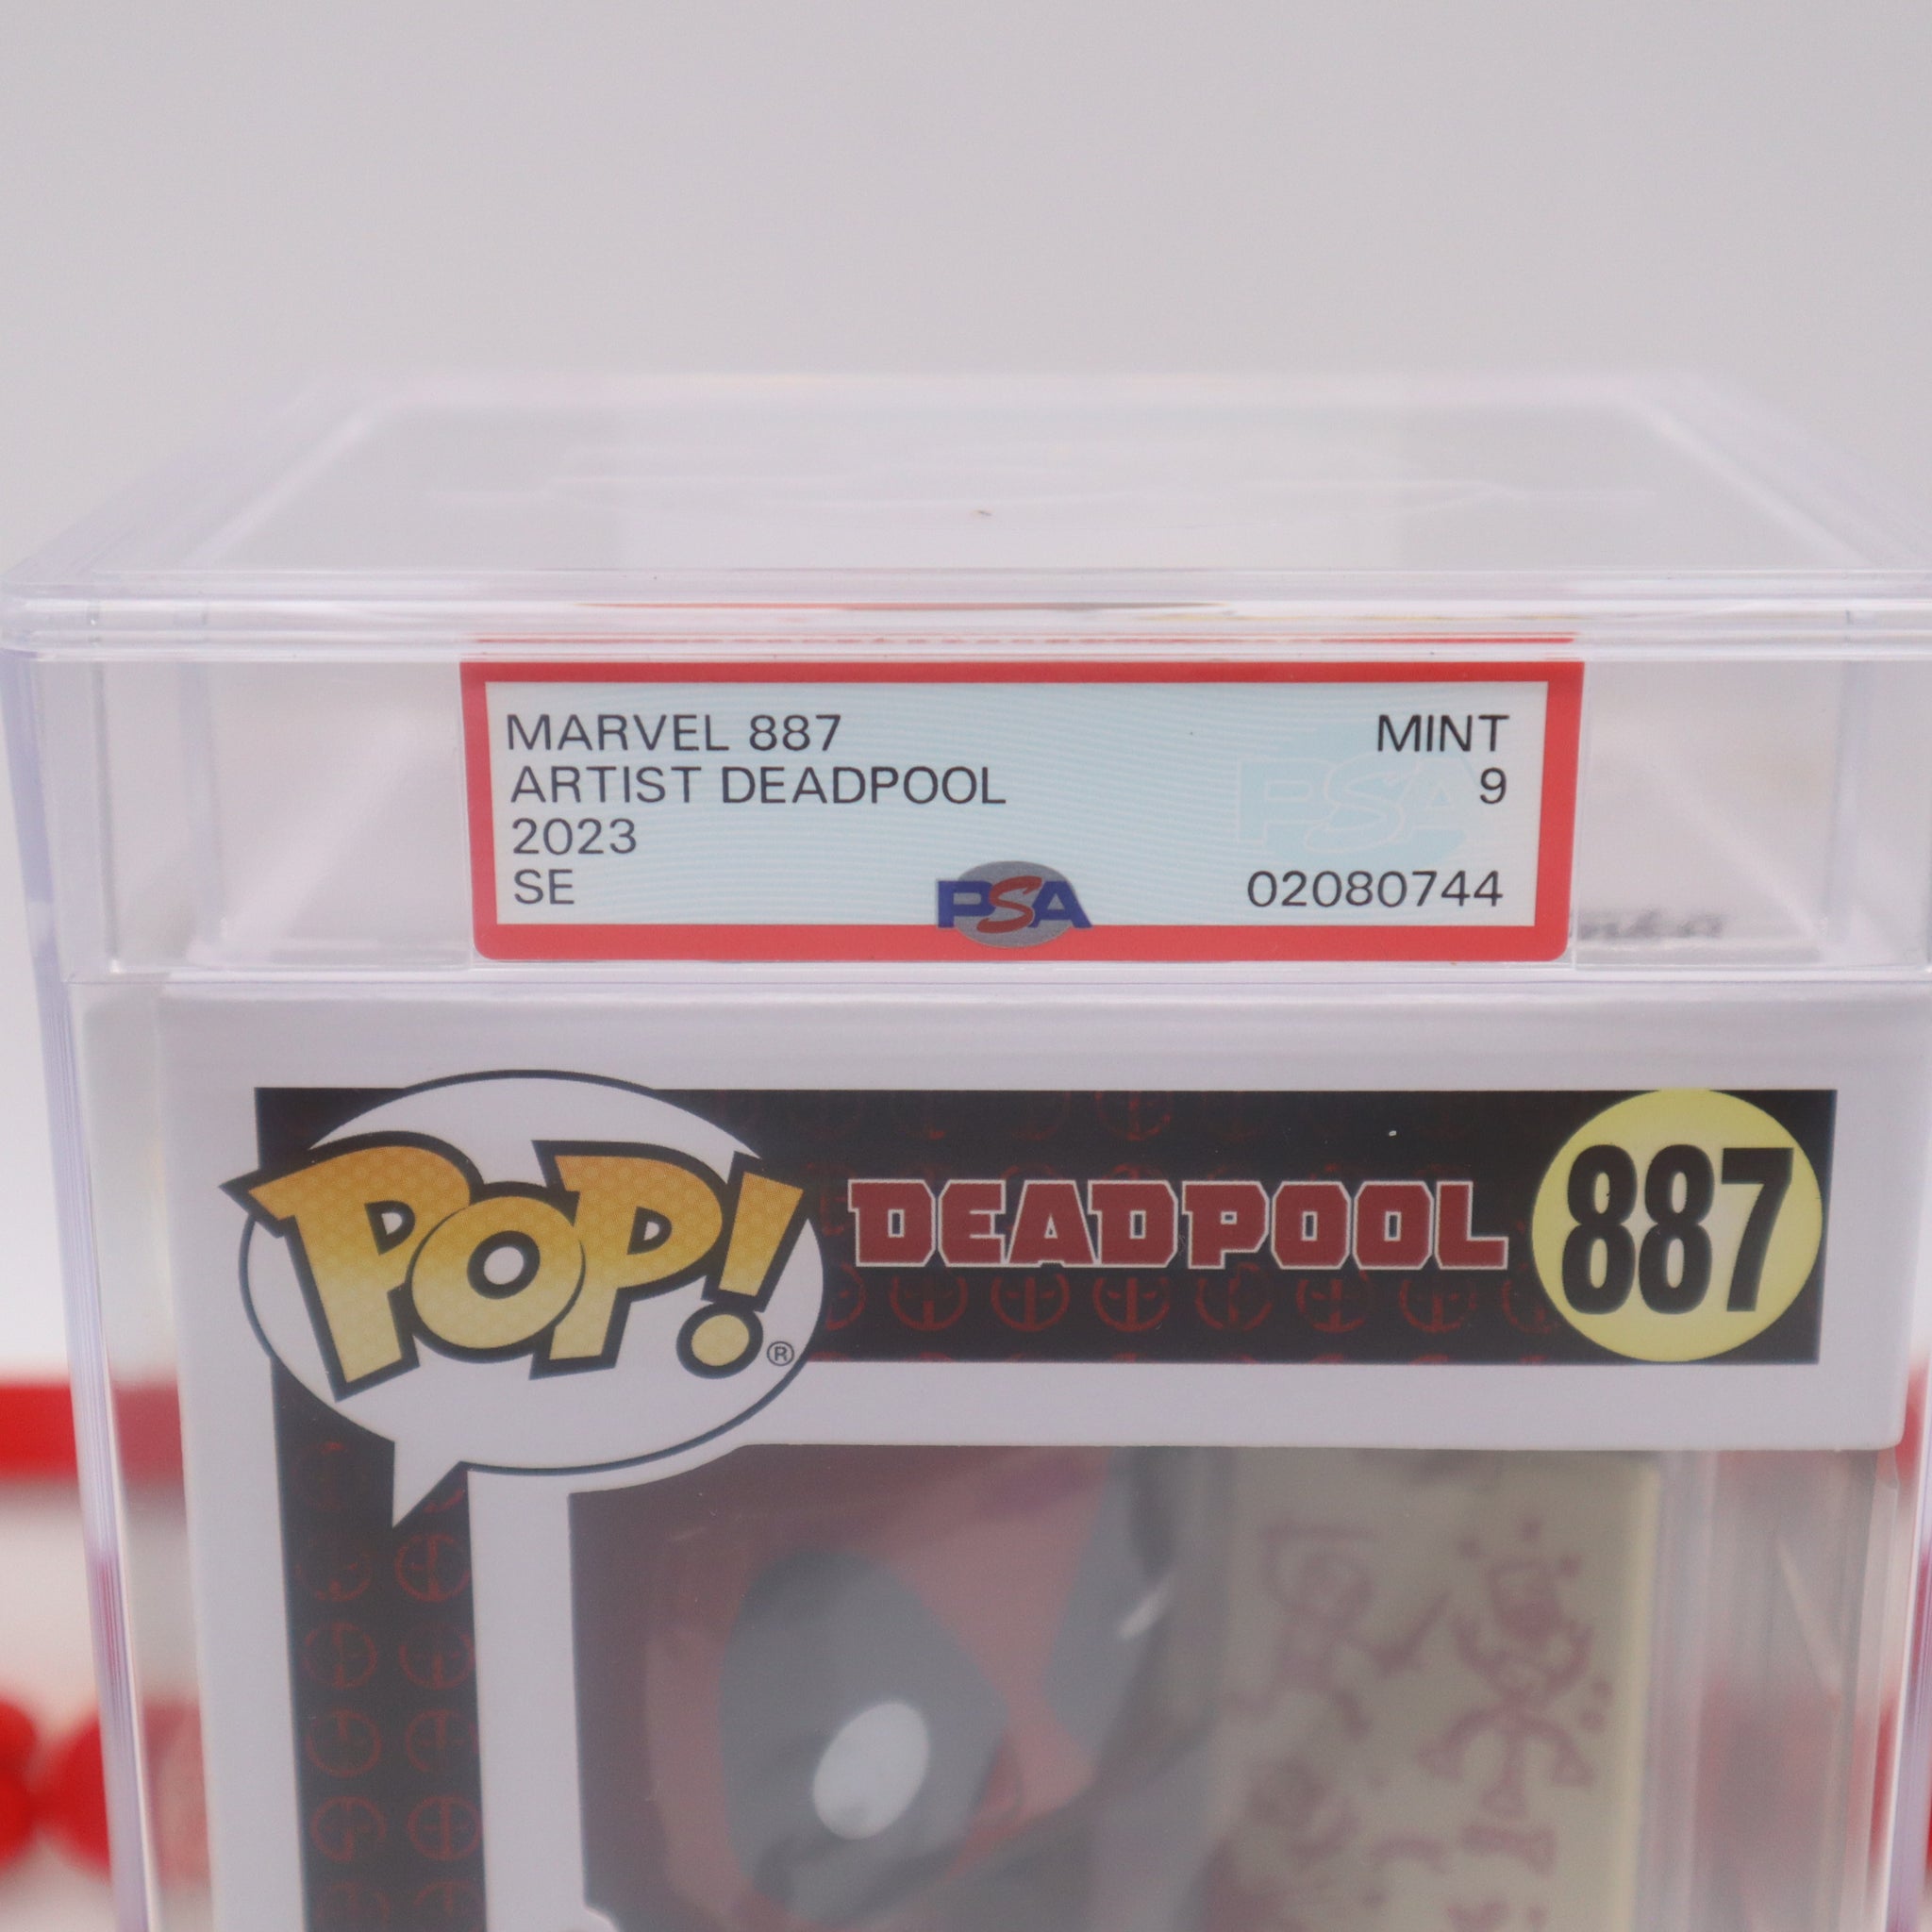 MARVEL 887 MINT
ARTIST DEADPOOL 9
2023
SE PSA 02080744
POP! ® DEADPOOL 887